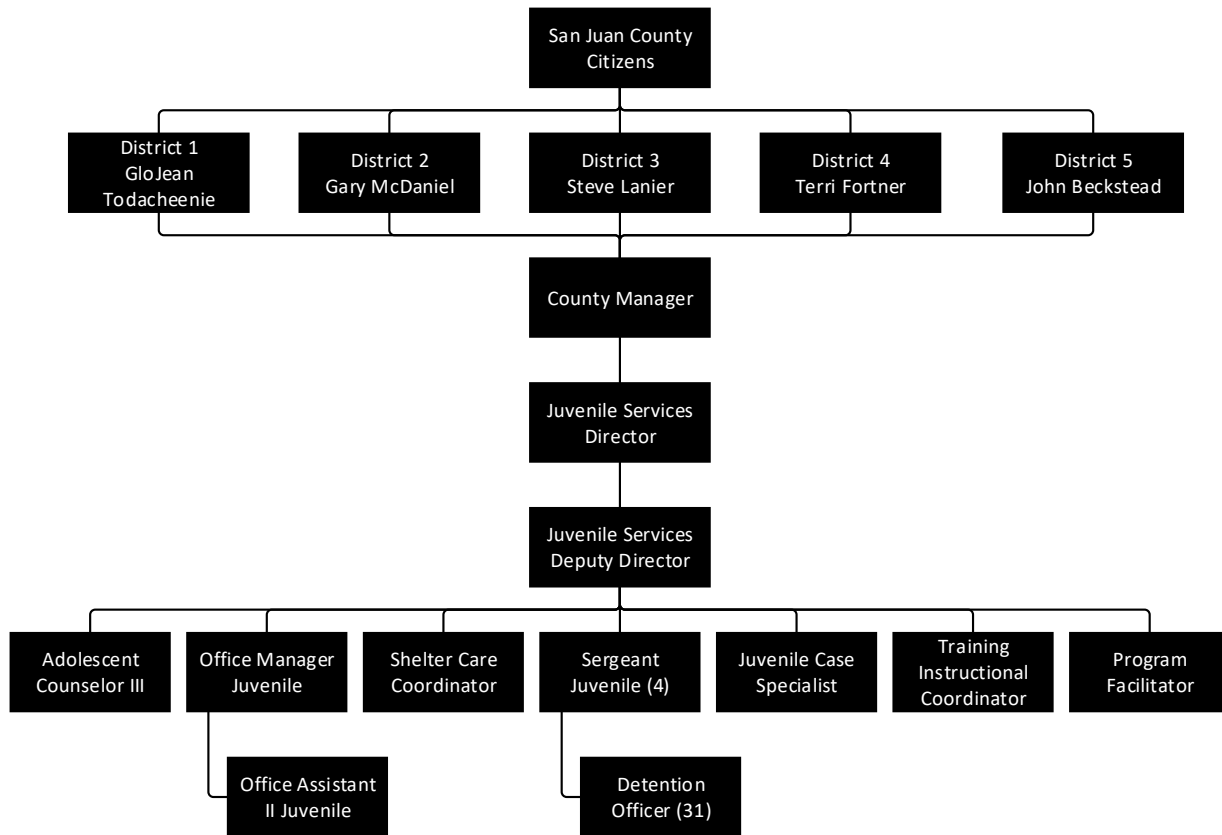 San Juan County
Citizens
District 1
GloJean
Todacheenie
District 2
Gary McDaniel
District 3
Steve Lanier
District 4
Terri Fortner
District 5
John Beckstead
County Manager
Juvenile Services
Director
Juvenile Services
Deputy Director
Adolescent
Counselor III
Office Manager
Juvenile
Shelter Care
Coordinator
Sergeant
Juvenile (4)
Juvenile Case
Specialist
Training
Instructional
Coordinator
Program
Facilitator
Office Assistant
II Juvenile
Detention
Officer (31)